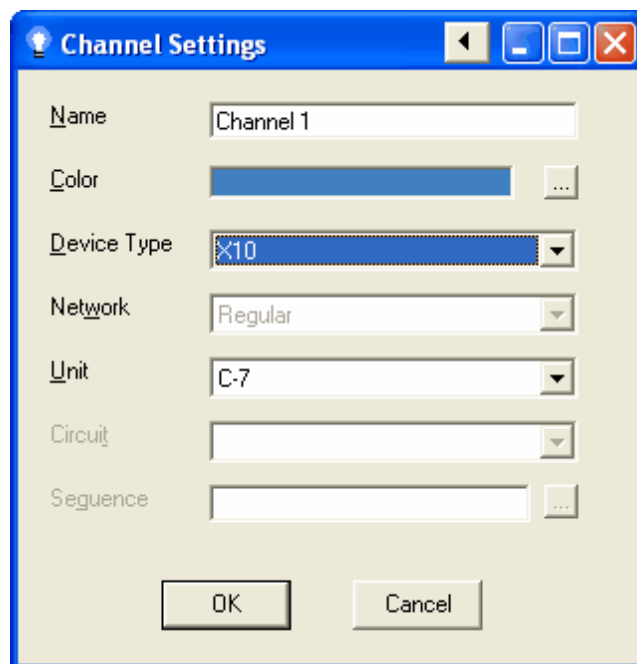 Channel Settings
Name Channel 1
Color ...
Device Type X10
Network Regular
Unit C-7
Circuit
Sequence ...
OK Cancel